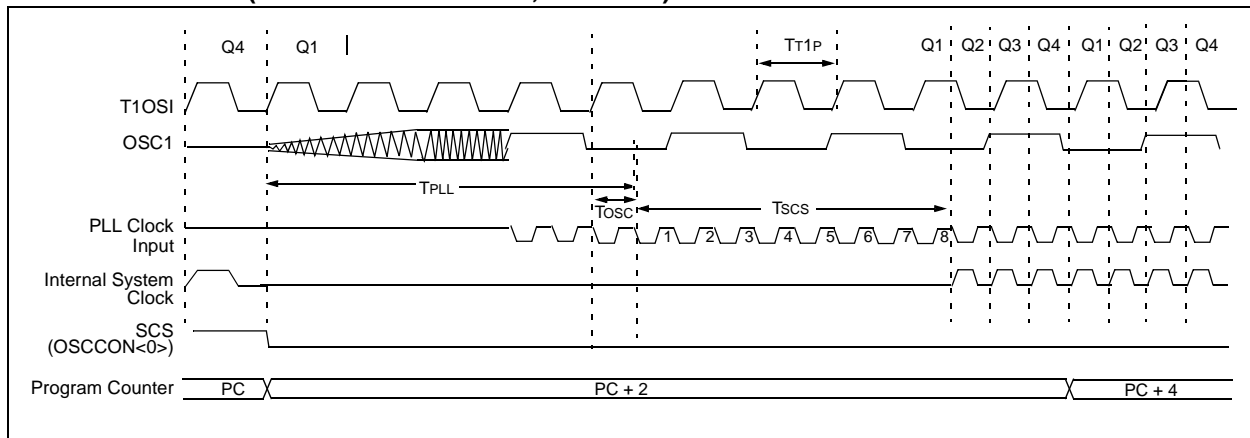 Q4 Q1 TT1P Q1 Q2 Q3 Q4 Q1 Q2 Q3 Q4
T1OSI
OSC1
TPLL
TOSC TSCS
PLL Clock
Input
1 2 3 4 5 6 7 8
Internal System
Clock
SCS
(OSCCON<0>)
Program Counter PC PC + 2 PC + 4